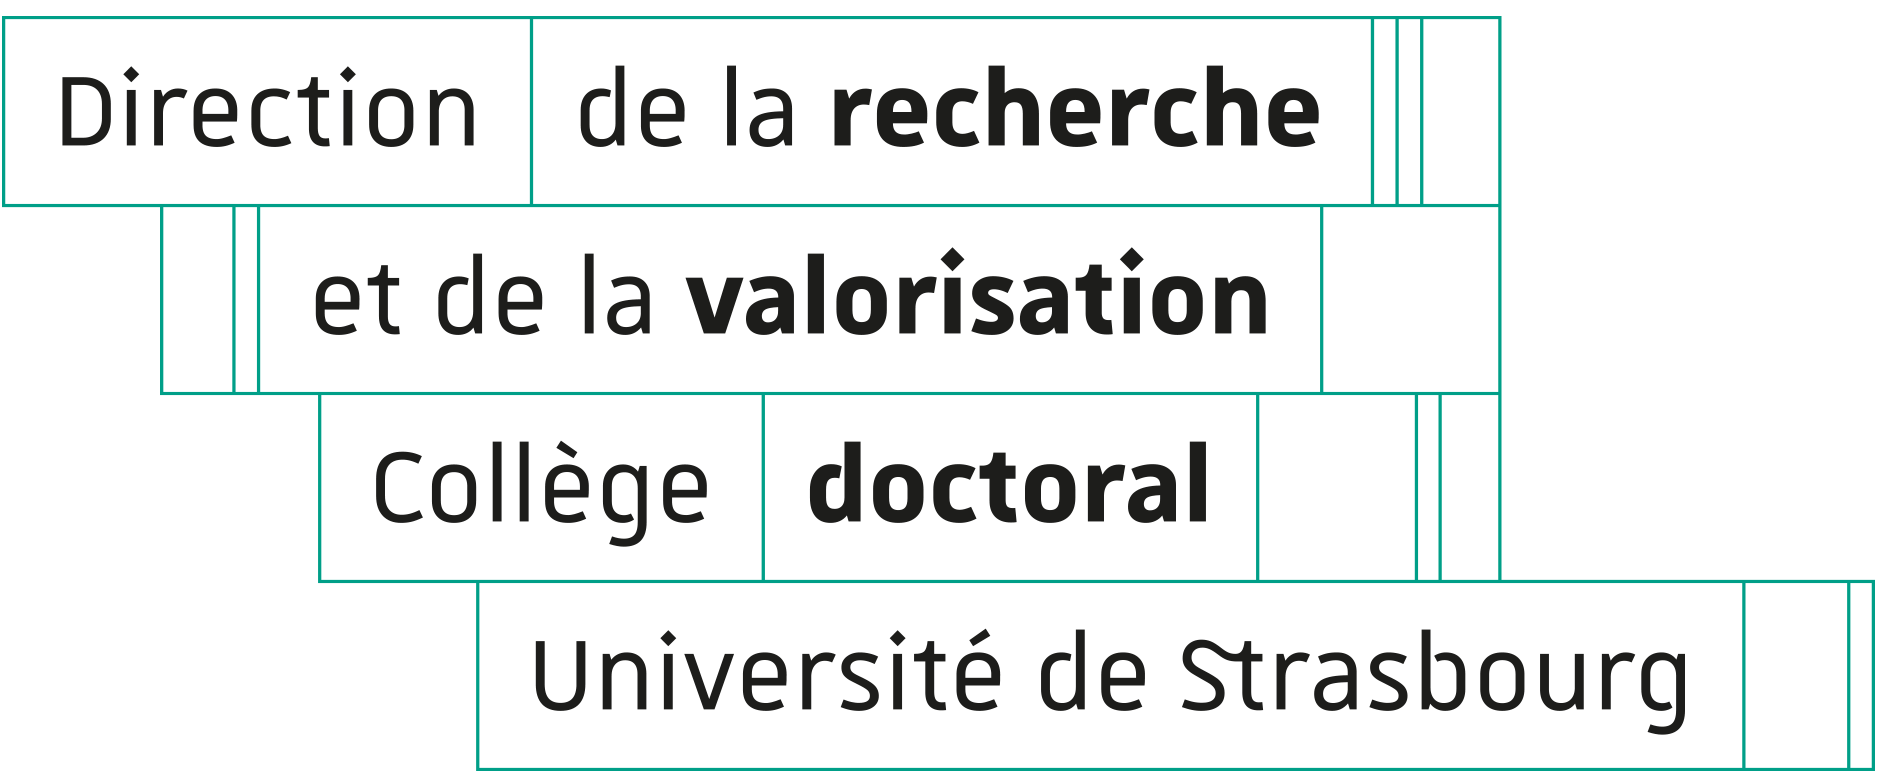 Direction de la recherche
et de la valorisation
Collège doctoral
Université de Strasbourg